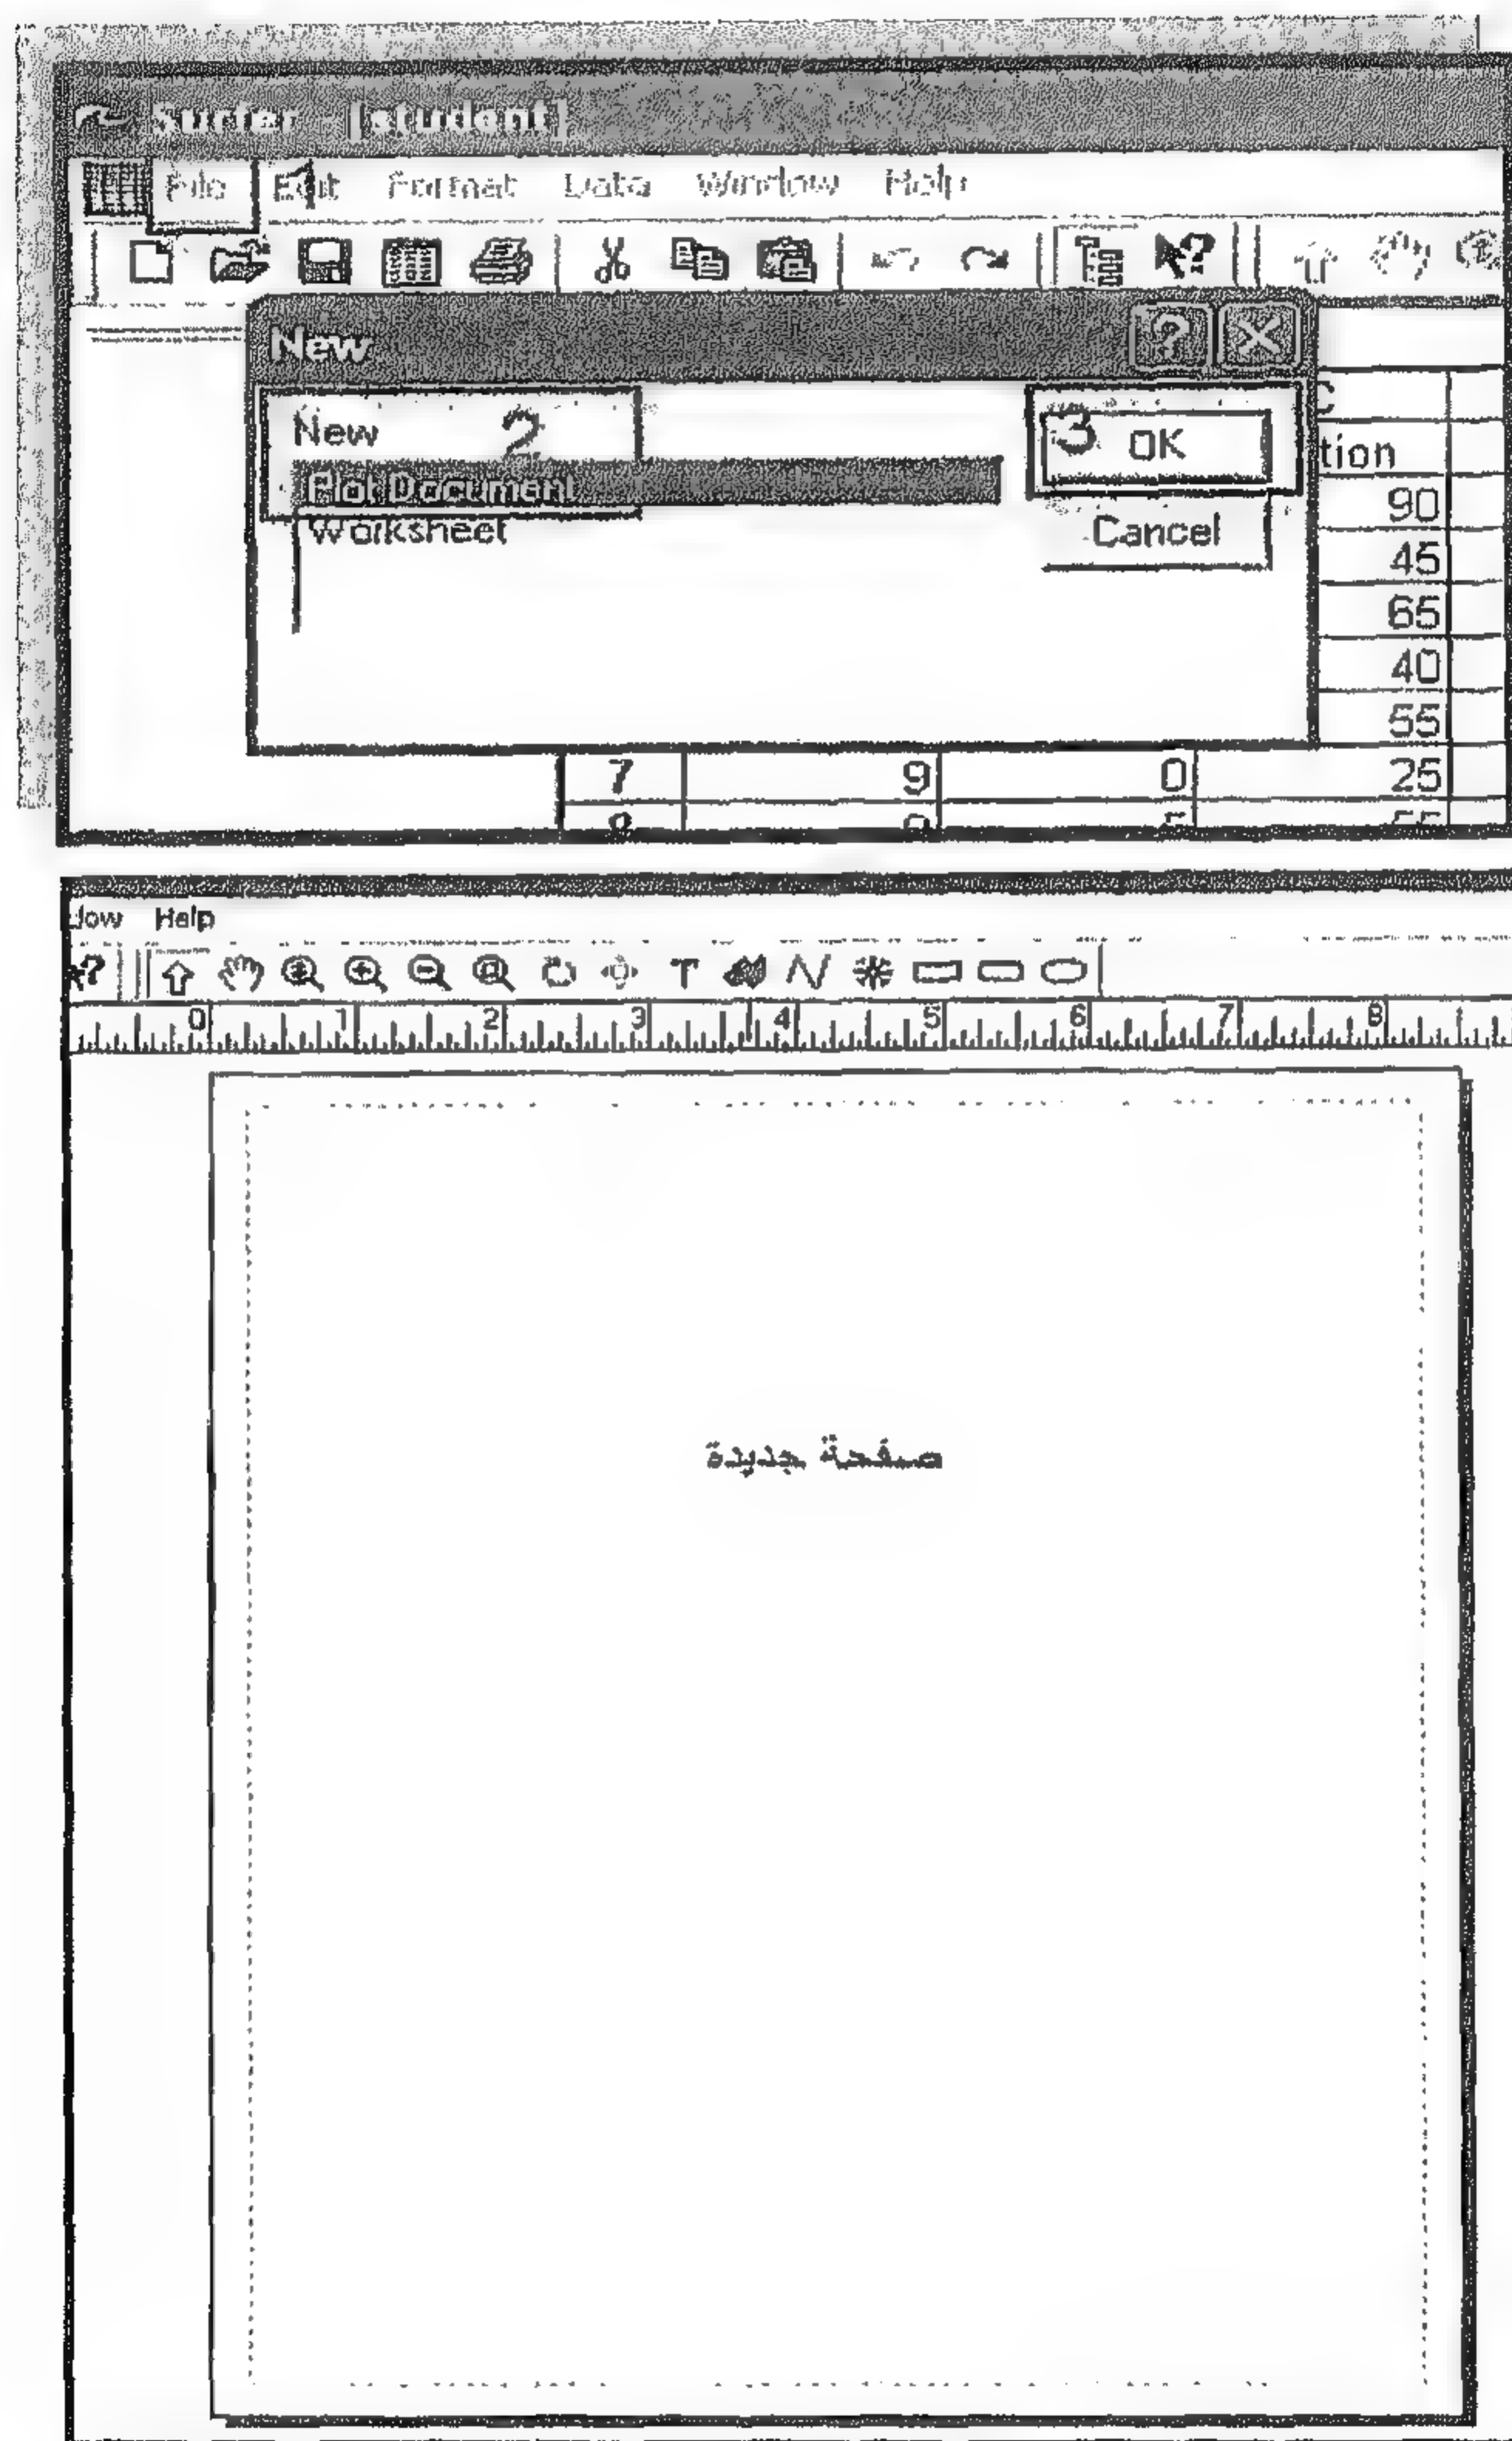 Surfer - [student]
File Edit Format Data Window Help
New
New 2
3 OK
Plot Document
Worksheet
Cancel
C
tion
90
45
65
40
55
7 9 0 25
dow Help
0 1 2 3 4 5 6 7 8
صفحة جديدة